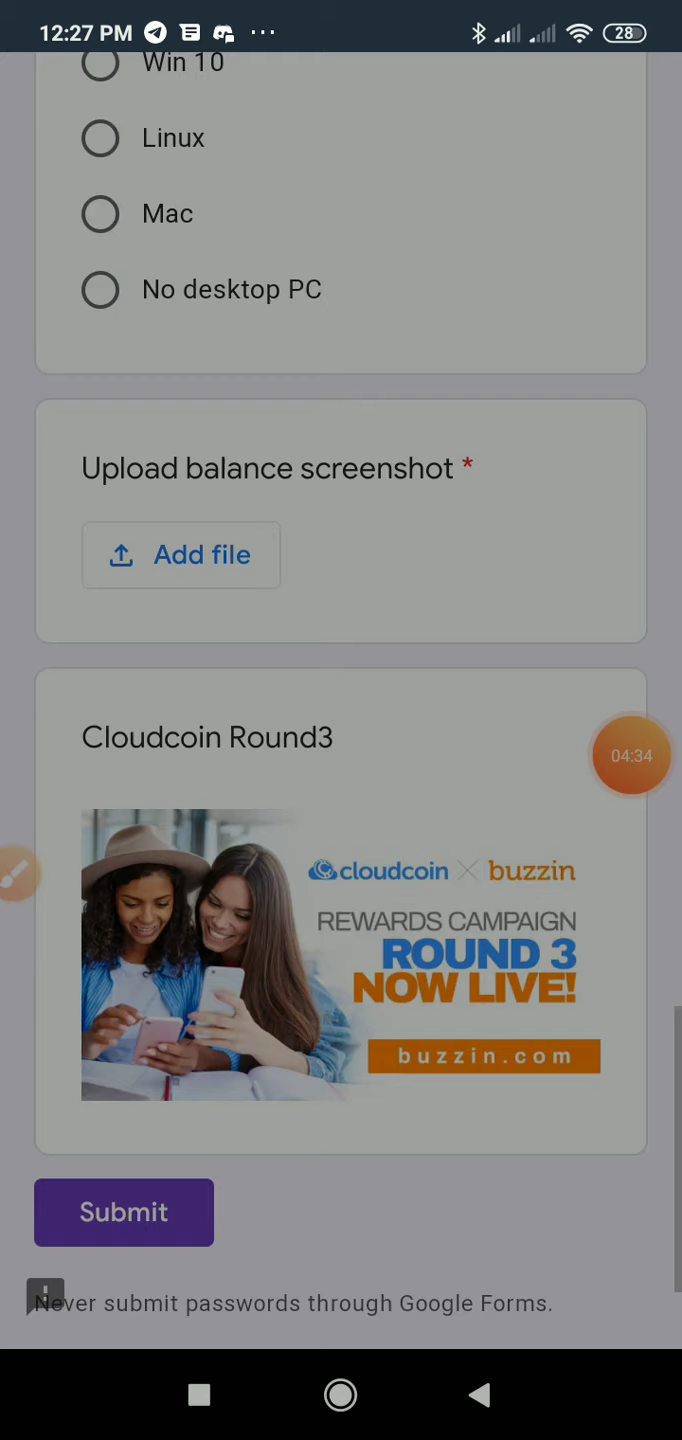 12:27 PM
28
Win 10
Linux
Mac
No desktop PC
Upload balance screenshot *
Add file
Cloudcoin Round3
04:34
cloudcoin X buzzin
REWARDS CAMPAIGN
ROUND 3
NOW LIVE!
buzzin.com
Submit
Never submit passwords through Google Forms.